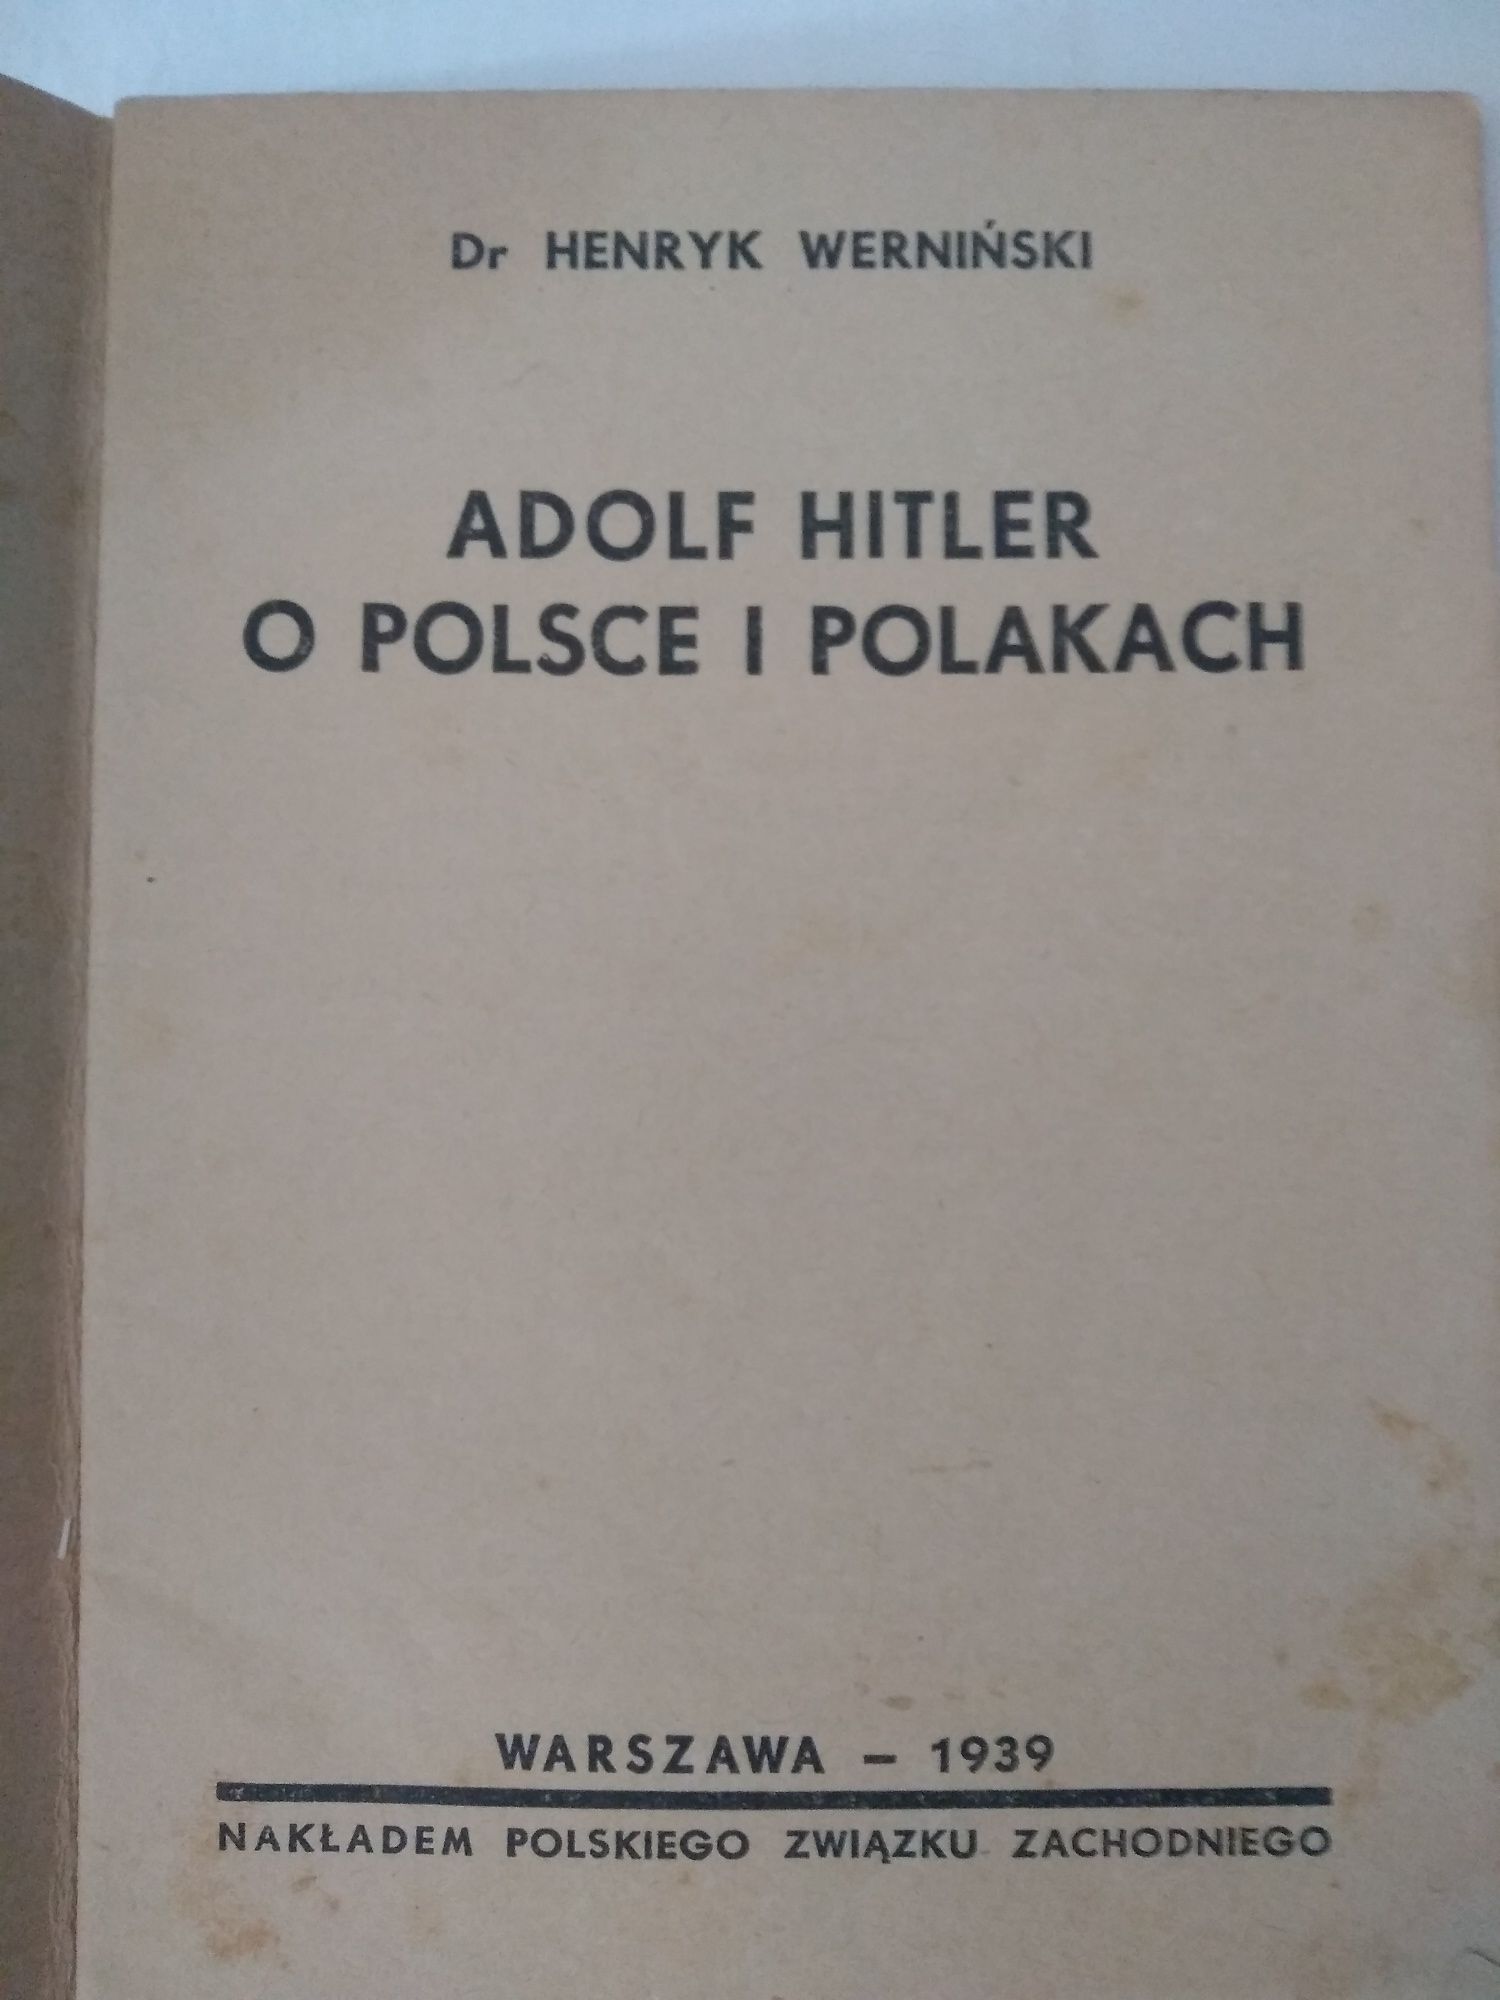 Dr HENRYK WERNIŃSKI
ADOLF HITLER
O POLSCE I POLAKACH
WARSZAWA – 1939
NAKŁADEM POLSKIEGO ZWIĄZKU ZACHODNIEGO